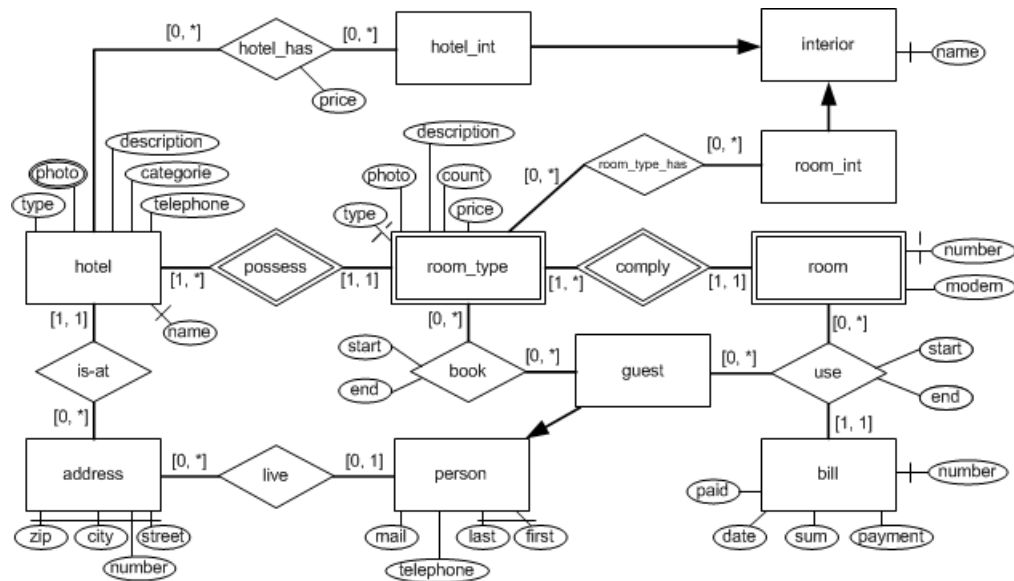 [0, *]
[0, *]
hotel_has
hotel_int
interior
name
price
description
photo
categorie
type
telephone
description
photo
count
type
price
[0, *]
room_type_has
[0, *]
room_int
hotel
[1, *]
possess
[1, 1]
room_type
[1, *]
comply
[1, 1]
room
number
modern
name
[1, 1]
is-at
[0, *]
[0, *]
start
end
book
[0, *]
guest
[0, *]
[0, *]
use
start
end
[1, 1]
address
[0, *]
live
[0, 1]
person
bill
number
zip
city
street
number
mail
last
first
telephone
paid
date
sum
payment